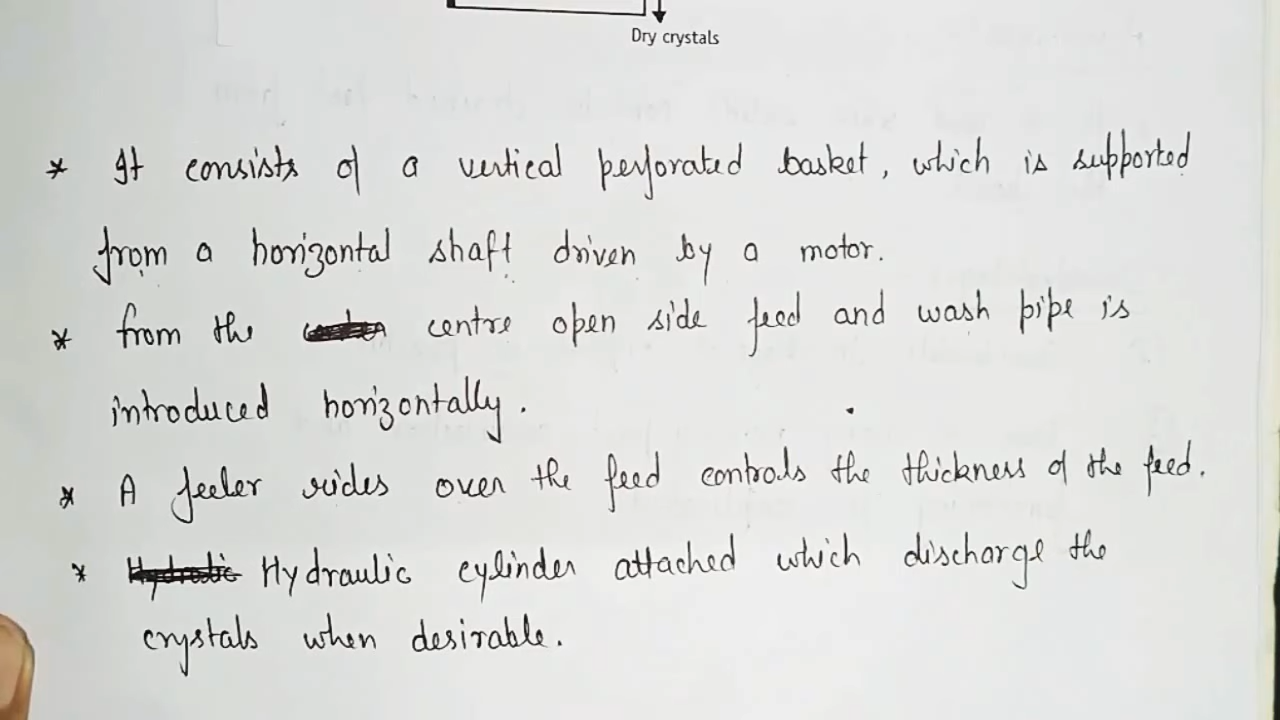 Dry crystals
* It consists of a vertical perforated basket, which is supported
from a horizontal shaft driven by a motor.
* from the centre open side feed and wash pipe is
introduced horizontally.
* A feeler rides over the feed controls the thickness of the feed.
* Hydraulic cylinder attached which discharge the
crystals when desirable.